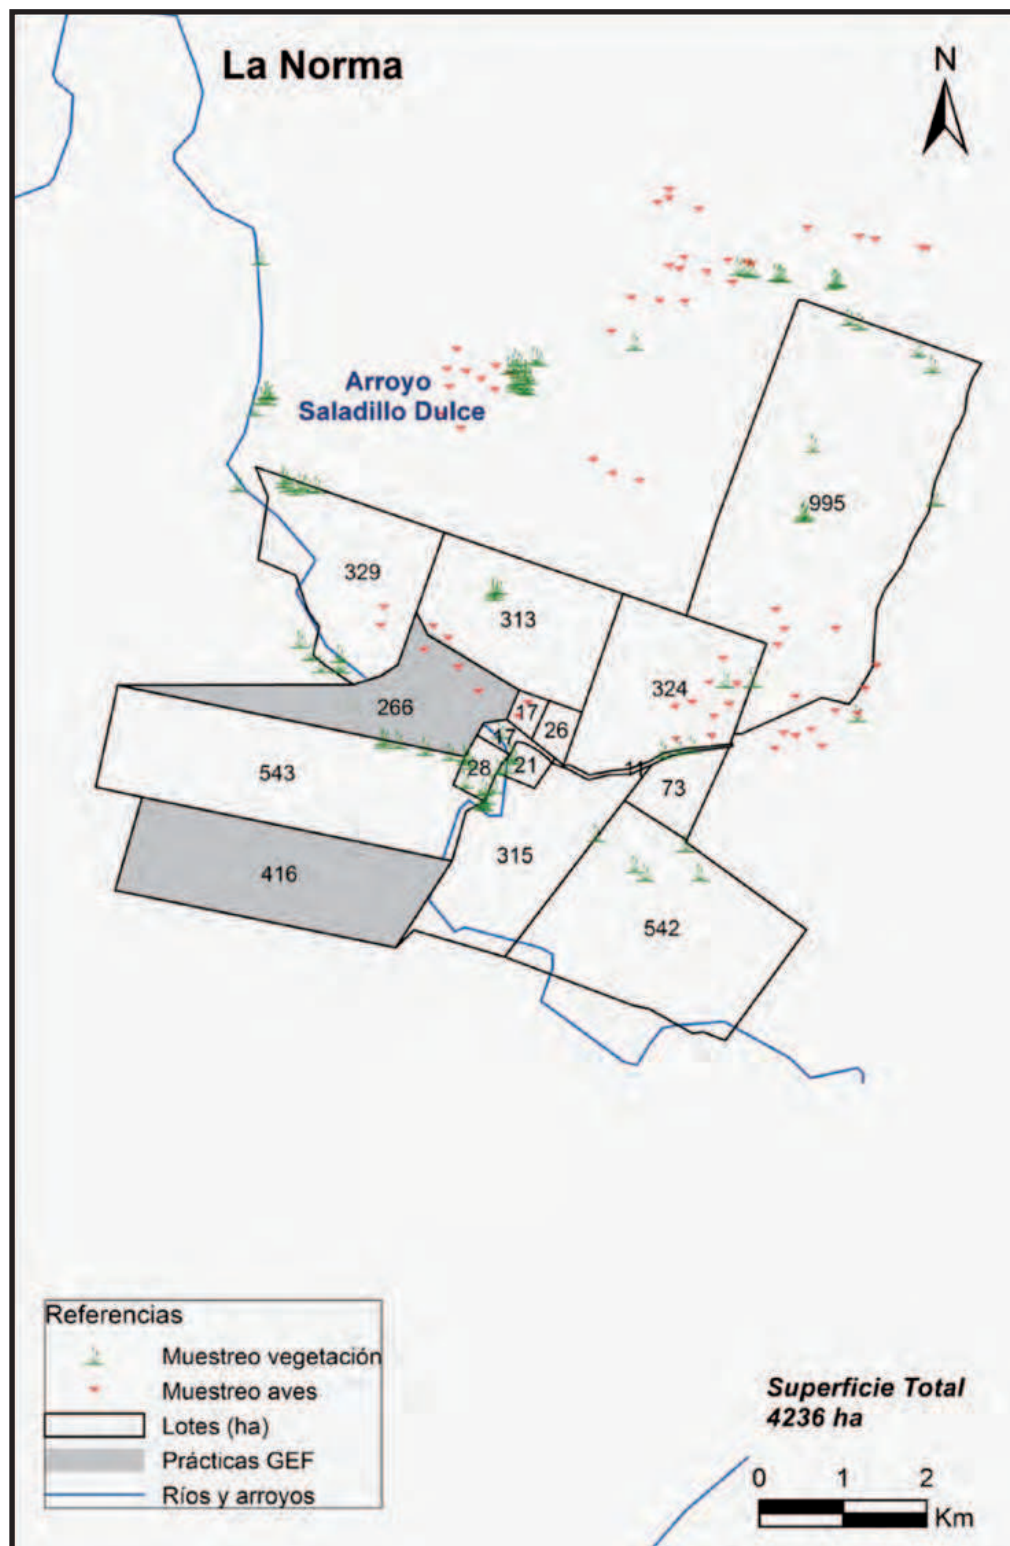 La Norma
N
Arroyo
Saladillo Dulce
995
329
313
324
266
17
26
17
543
28
21
11
73
315
416
542
Referencias
Muestreo vegetación
Muestreo aves
Lotes (ha)
Prácticas GEF
Ríos y arroyos
Superficie Total
4236 ha
0 1 2
Km